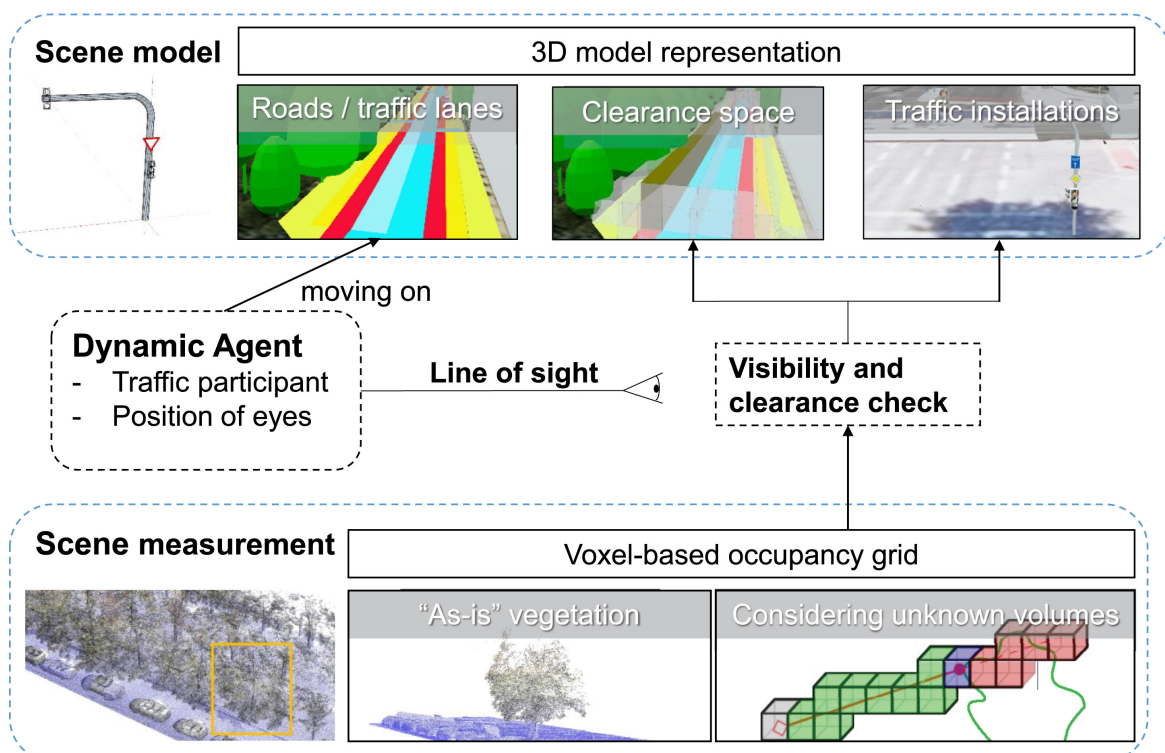 Scene model
3D model representation
Roads / traffic lanes
Clearance space
Traffic installations
moving on
Dynamic Agent
- Traffic participant
- Position of eyes
Line of sight
Visibility and
clearance check
Scene measurement
Voxel-based occupancy grid
“As-is” vegetation
Considering unknown volumes